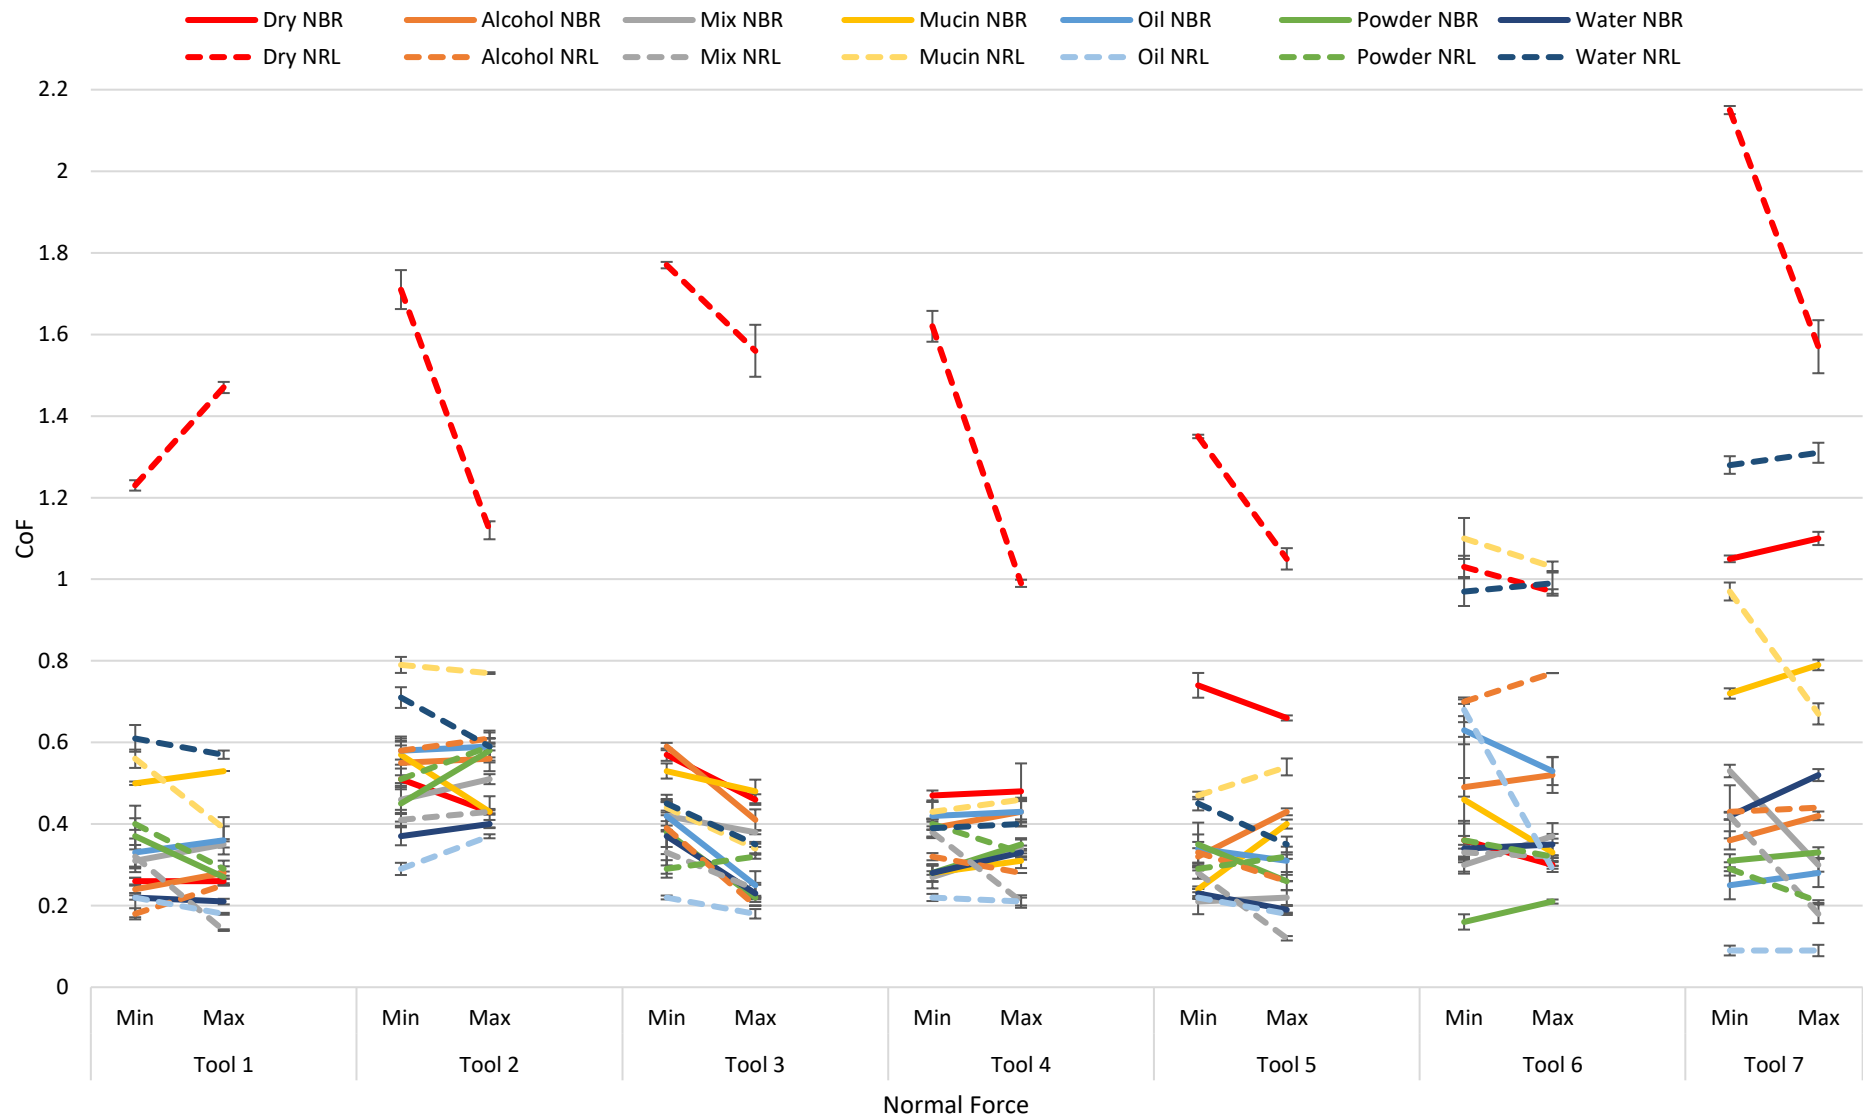 Dry NBR Alcohol NBR Mix NBR Mucin NBR Oil NBR Powder NBR Water NBR
Dry NRL Alcohol NRL Mix NRL Mucin NRL Oil NRL Powder NRL Water NRL
2.2
2
1.8
1.6
1.4
1.2
1
0.8
0.6
0.4
0.2
0
CoF
Min Max Min Max Min Max Min Max Min Max Min Max Min Max
Tool 1 Tool 2 Tool 3 Tool 4 Tool 5 Tool 6 Tool 7
Normal Force